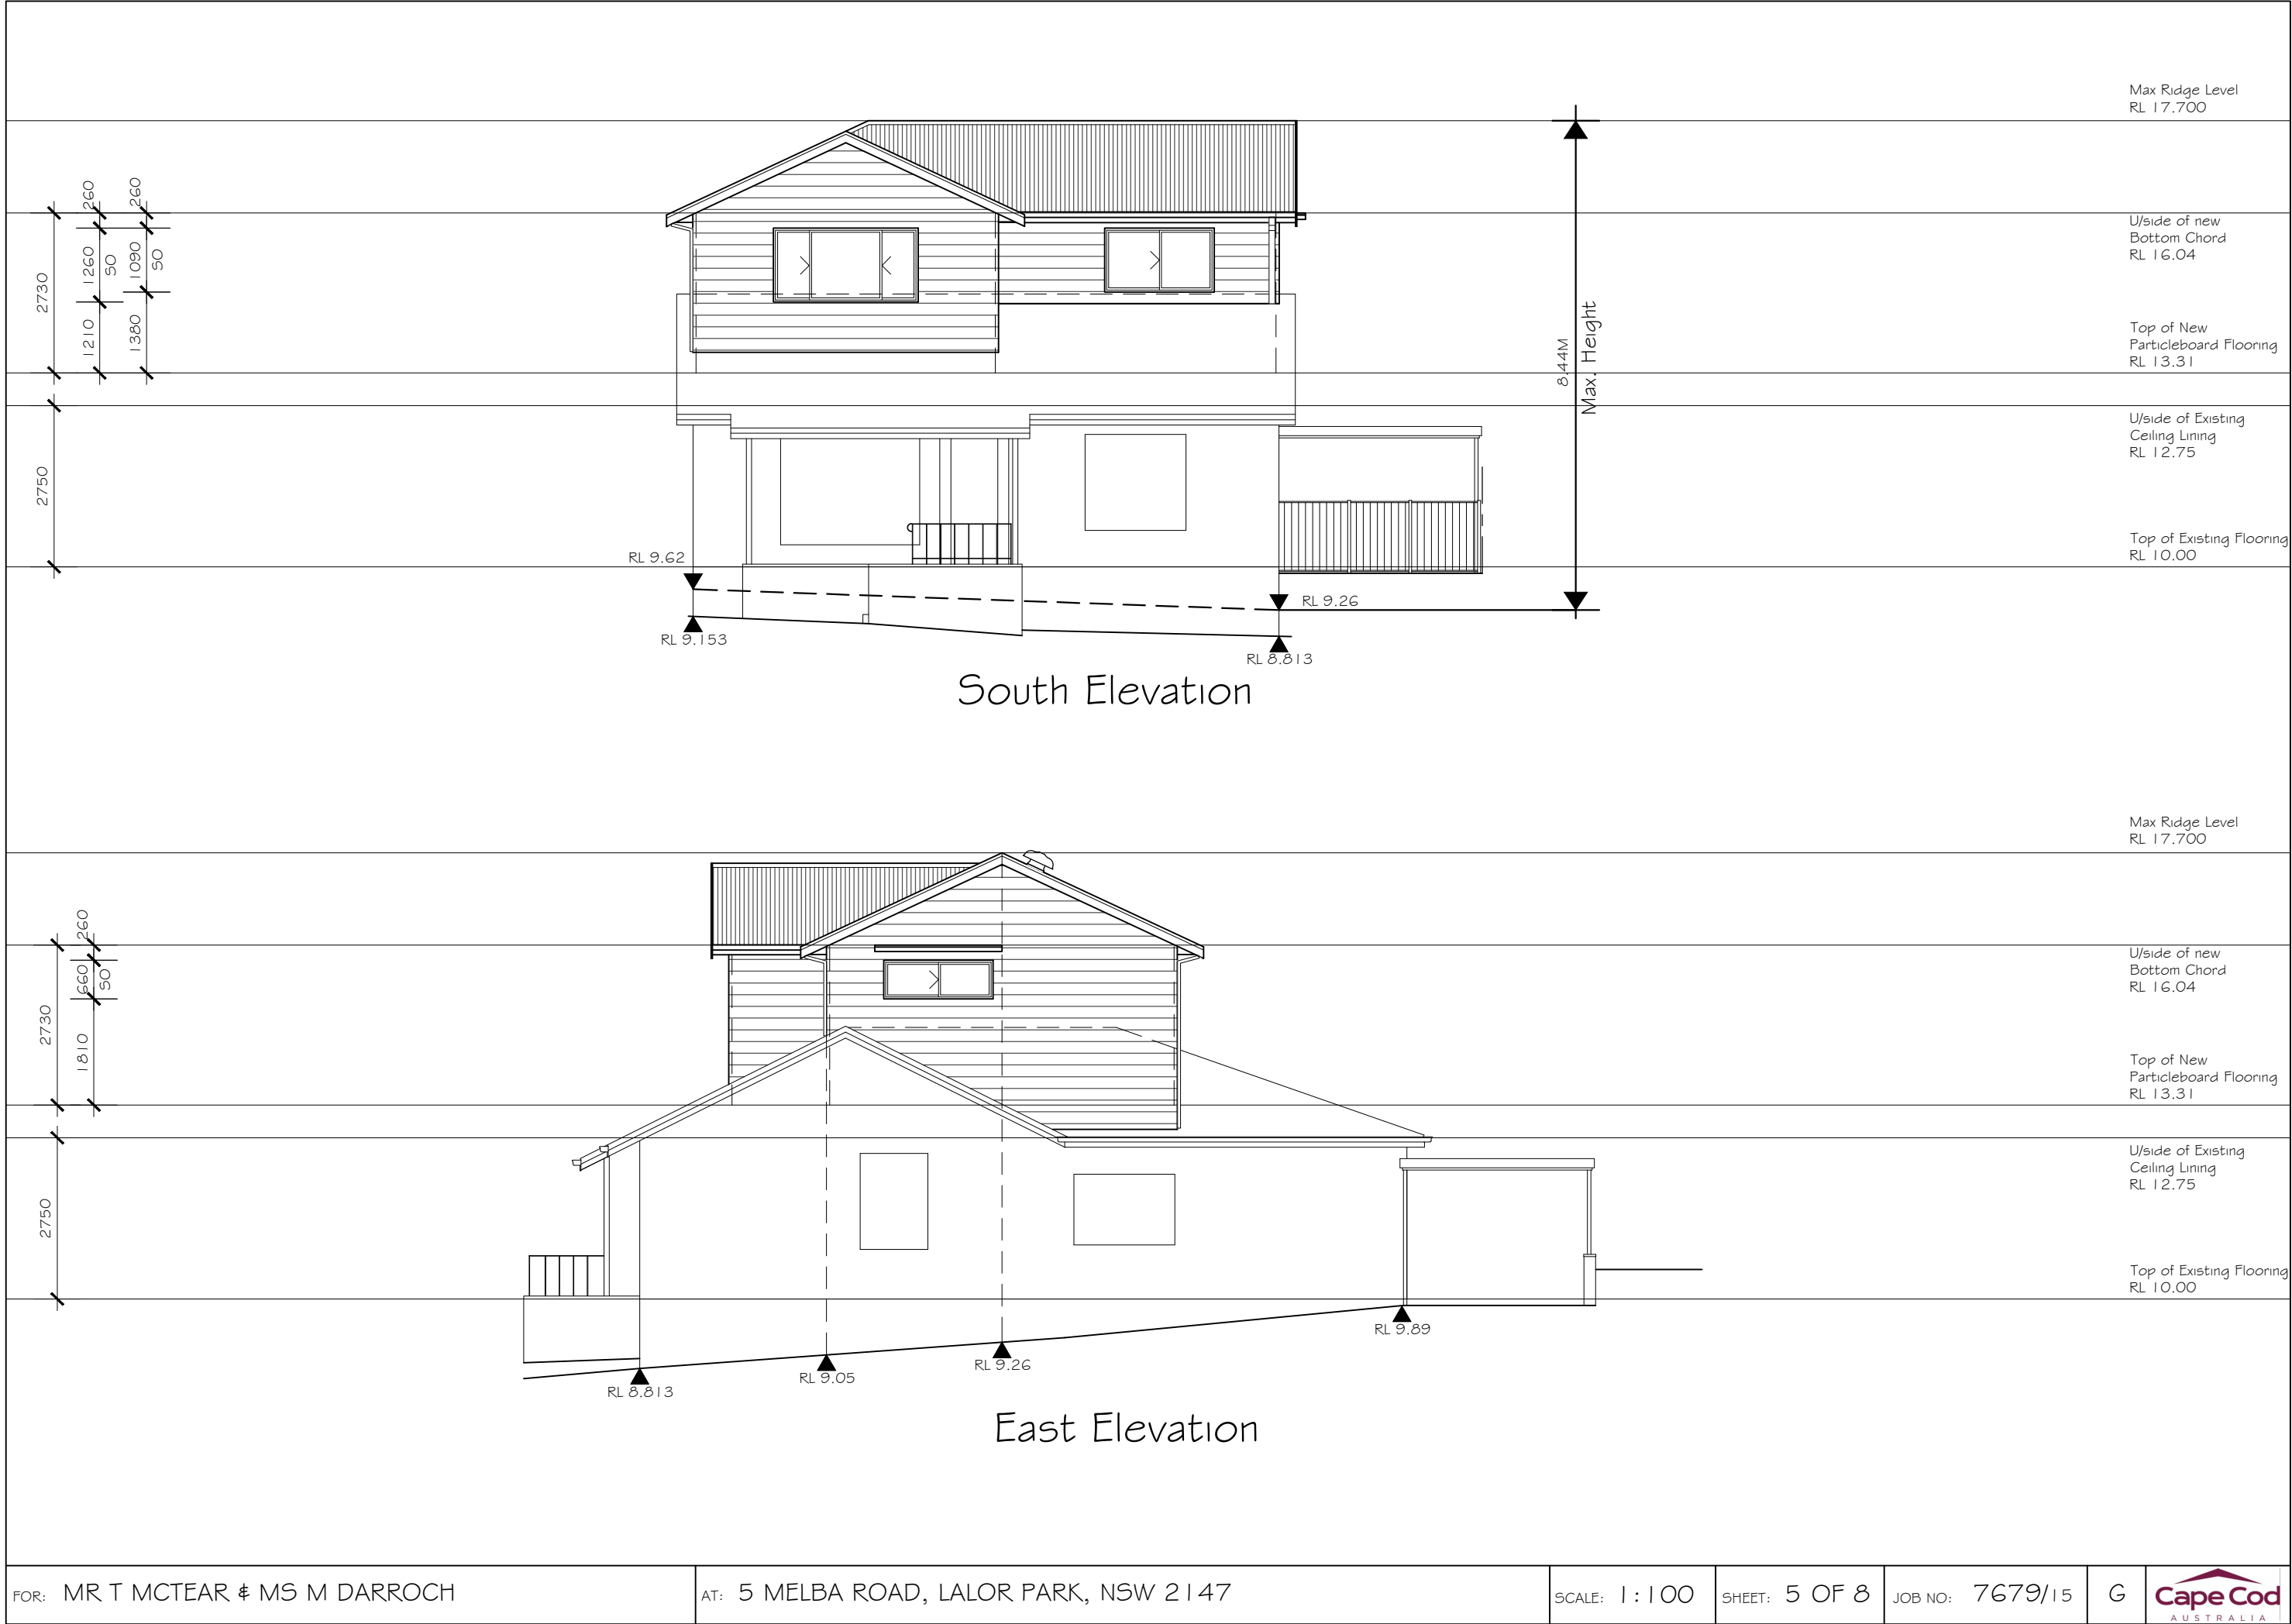 Max Ridge Level
RL 17.700
260
260
1260
50
1090
50
2730
1210
1380
U/side of new
Bottom Chord
RL 16.04
Max. Height
8.44M
Top of New
Particleboard Flooring
RL 13.31
U/side of Existing
Ceiling Lining
RL 12.75
2750
Top of Existing Flooring
RL 10.00
RL 9.62
RL 9.26
RL 9.153
RL 8.813
South Elevation
Max Ridge Level
RL 17.700
260
660
50
2730
1810
U/side of new
Bottom Chord
RL 16.04
Top of New
Particleboard Flooring
RL 13.31
U/side of Existing
Ceiling Lining
RL 12.75
2750
Top of Existing Flooring
RL 10.00
RL 9.89
RL 9.26
RL 9.05
RL 8.813
East Elevation
FOR: MR T MCTEAR & MS M DARROCH
AT: 5 MELBA ROAD, LALOR PARK, NSW 2147
SCALE: 1:100
SHEET: 5 OF 8
JOB NO: 7679/15
G
Cape Cod
AUSTRALIA